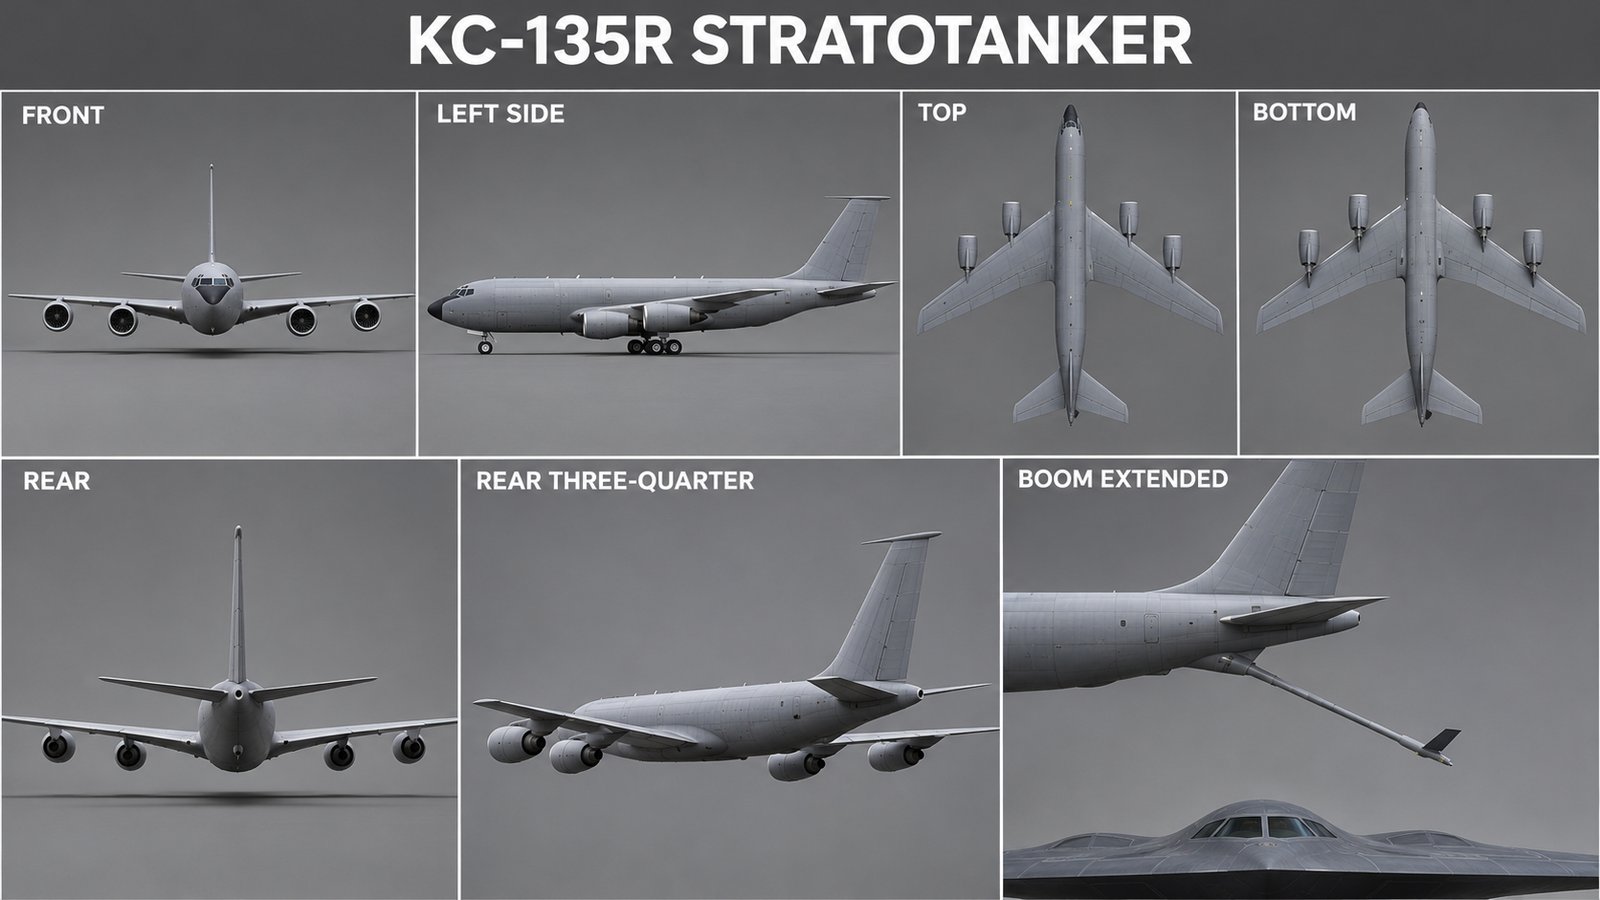 KC-135R STRATOTANKER
FRONT
LEFT SIDE
TOP
BOTTOM
REAR
REAR THREE-QUARTER
BOOM EXTENDED